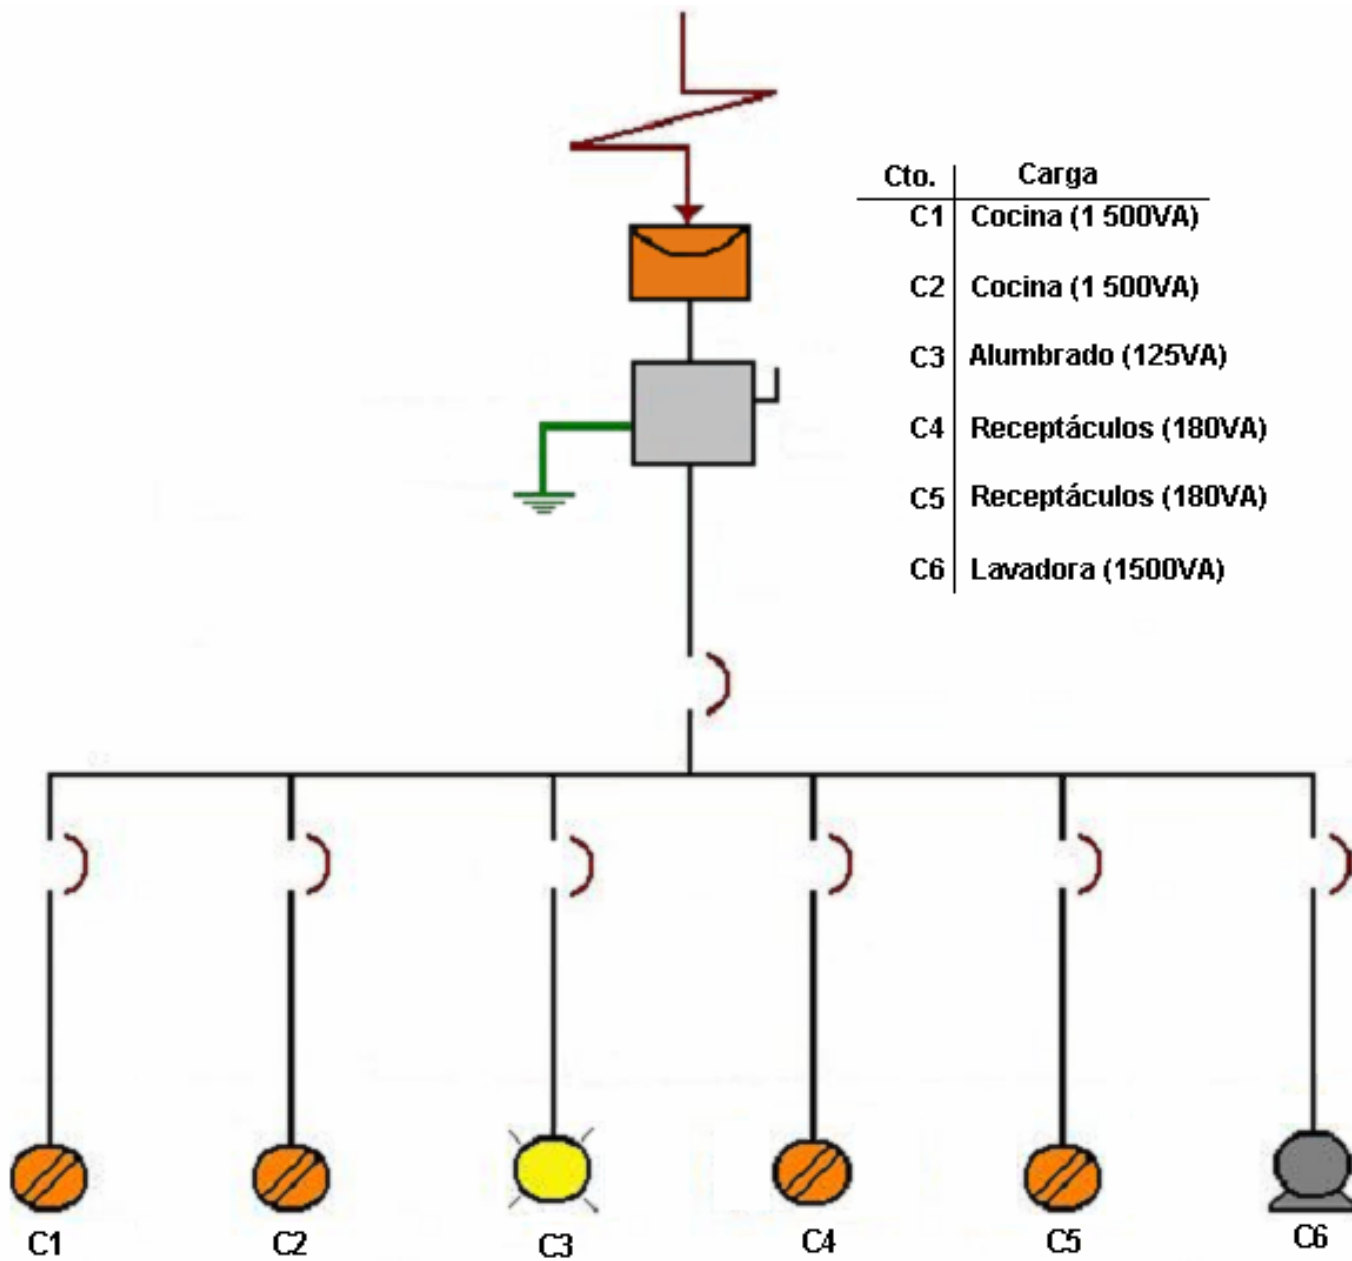 Cto. Carga
C1 Cocina (1 500VA)
C2 Cocina (1 500VA)
C3 Alumbrado (125VA)
C4 Receptáculos (180VA)
C5 Receptáculos (180VA)
C6 Lavadora (1500VA)
C1 C2 C3 C4 C5 C6